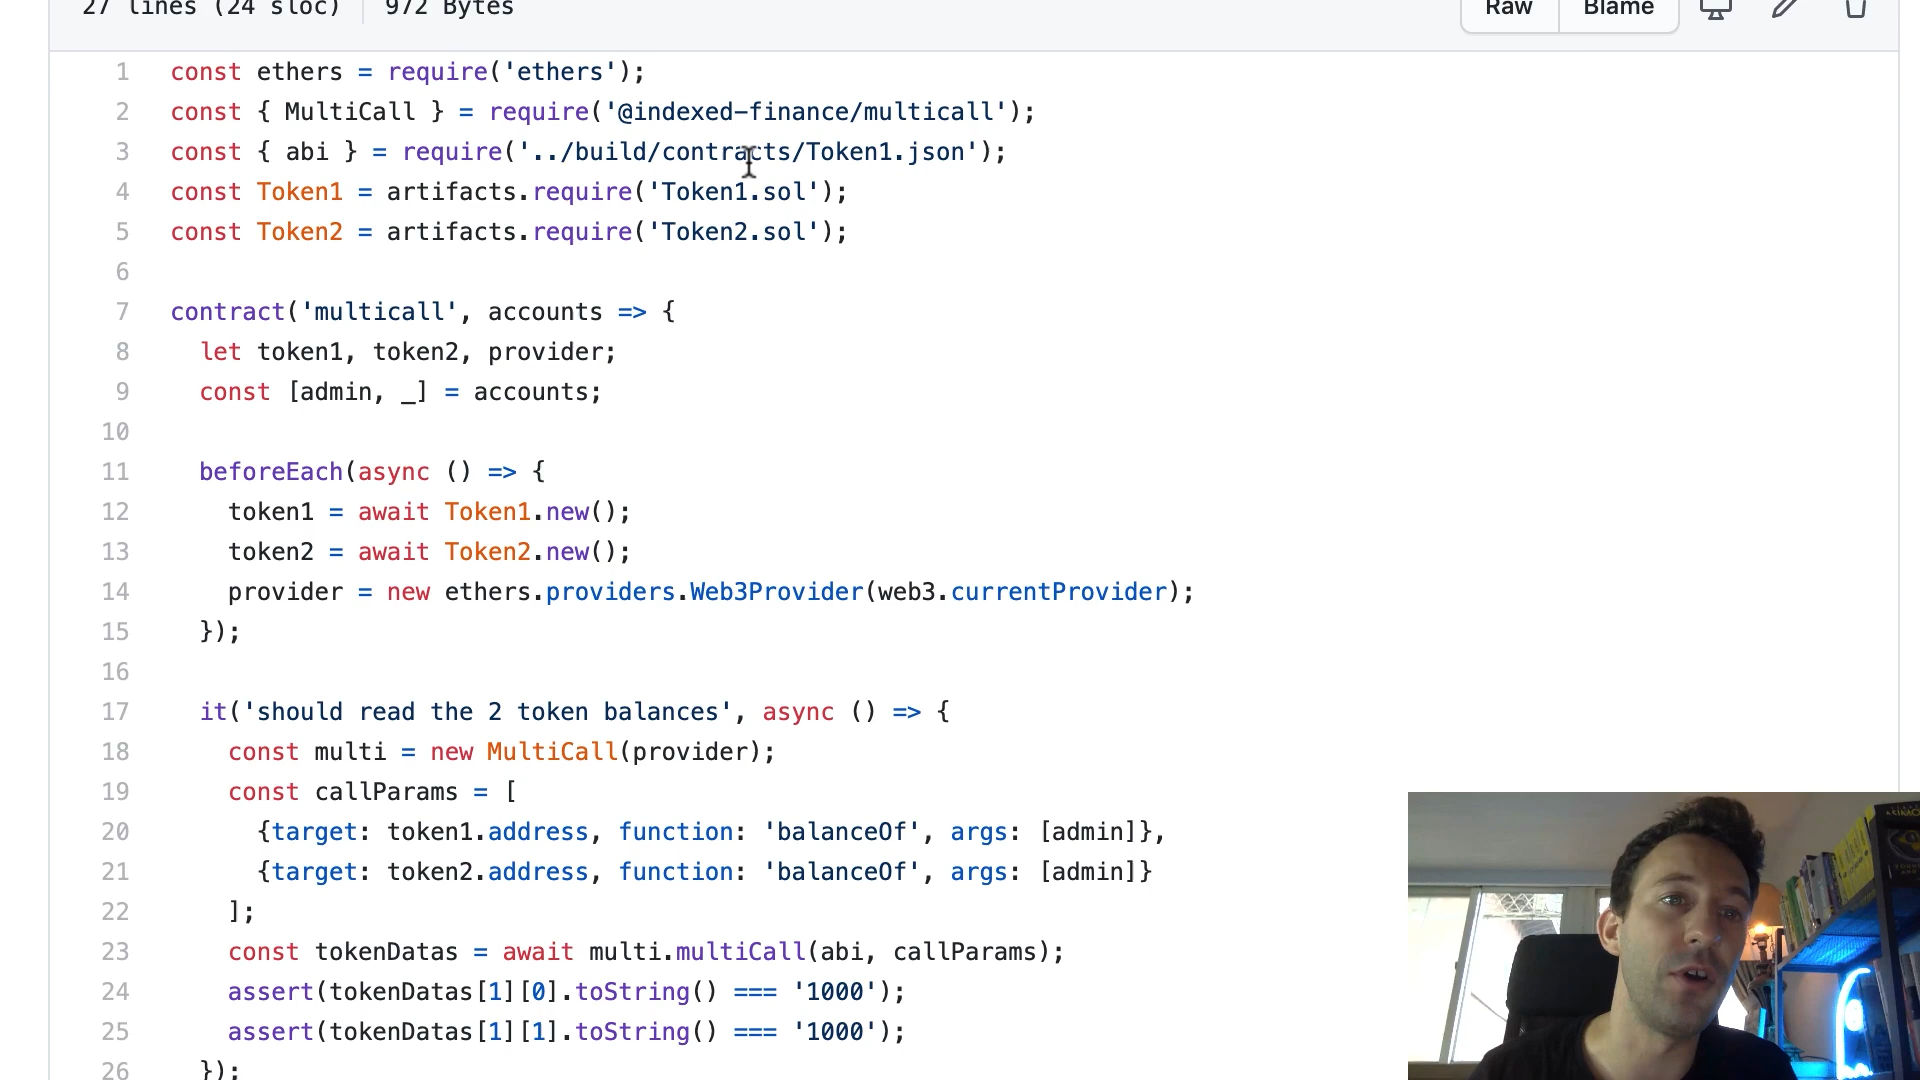 27 lines (24 sloc) 972 Bytes Raw Blame
1 const ethers = require('ethers');
2 const { MultiCall } = require('@indexed-finance/multicall');
3 const { abi } = require('../build/contracts/Token1.json');
4 const Token1 = artifacts.require('Token1.sol');
5 const Token2 = artifacts.require('Token2.sol');
6
7 contract('multicall', accounts => {
8 let token1, token2, provider;
9 const [admin, _] = accounts;
10
11 beforeEach(async () => {
12 token1 = await Token1.new();
13 token2 = await Token2.new();
14 provider = new ethers.providers.Web3Provider(web3.currentProvider);
15 });
16
17 it('should read the 2 token balances', async () => {
18 const multi = new MultiCall(provider);
19 const callParams = [
20 {target: token1.address, function: 'balanceOf', args: [admin]},
21 {target: token2.address, function: 'balanceOf', args: [admin]}
22 ];
23 const tokenDatas = await multi.multiCall(abi, callParams);
24 assert(tokenDatas[1][0].toString() === '1000');
25 assert(tokenDatas[1][1].toString() === '1000');
26 });